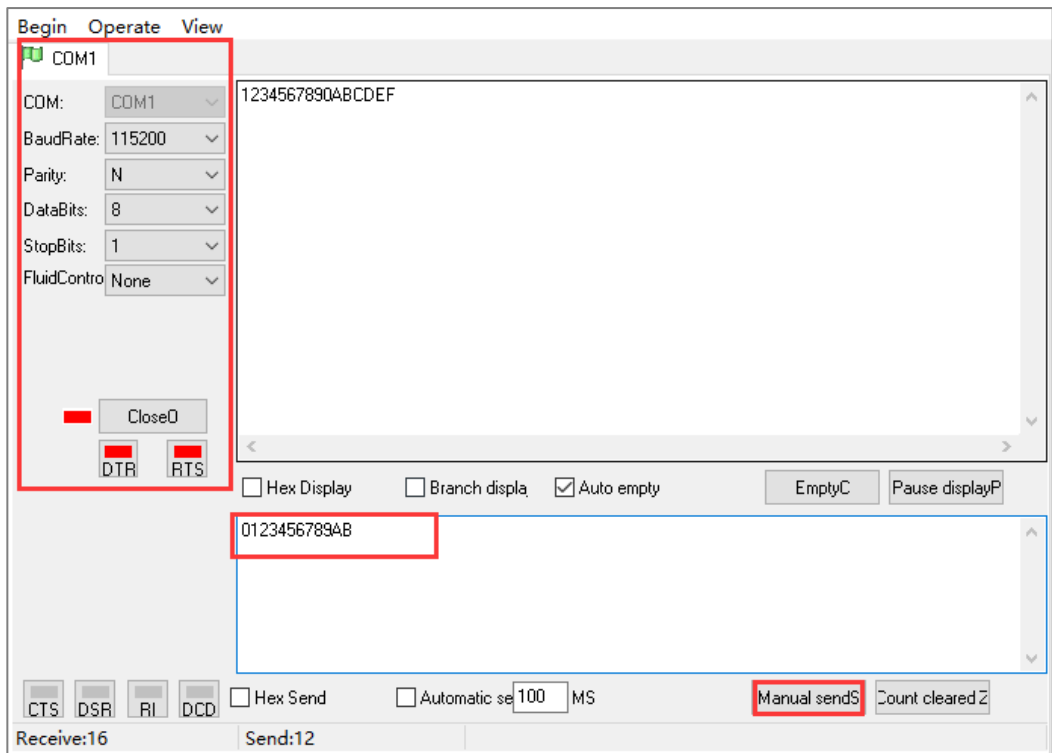 Begin Operate View
COM1
COM: COM1
BaudRate: 115200
Parity: N
DataBits: 8
StopBits: 1
FluidContro None
CloseO
DTR RTS
1234567890ABCDEF
Hex Display Branch displa Auto empty EmptyC Pause displayP
0123456789AB
CTS DSR RI DCD Hex Send Automatic se 100 MS Manual sendS Count cleared Z
Receive:16 Send:12